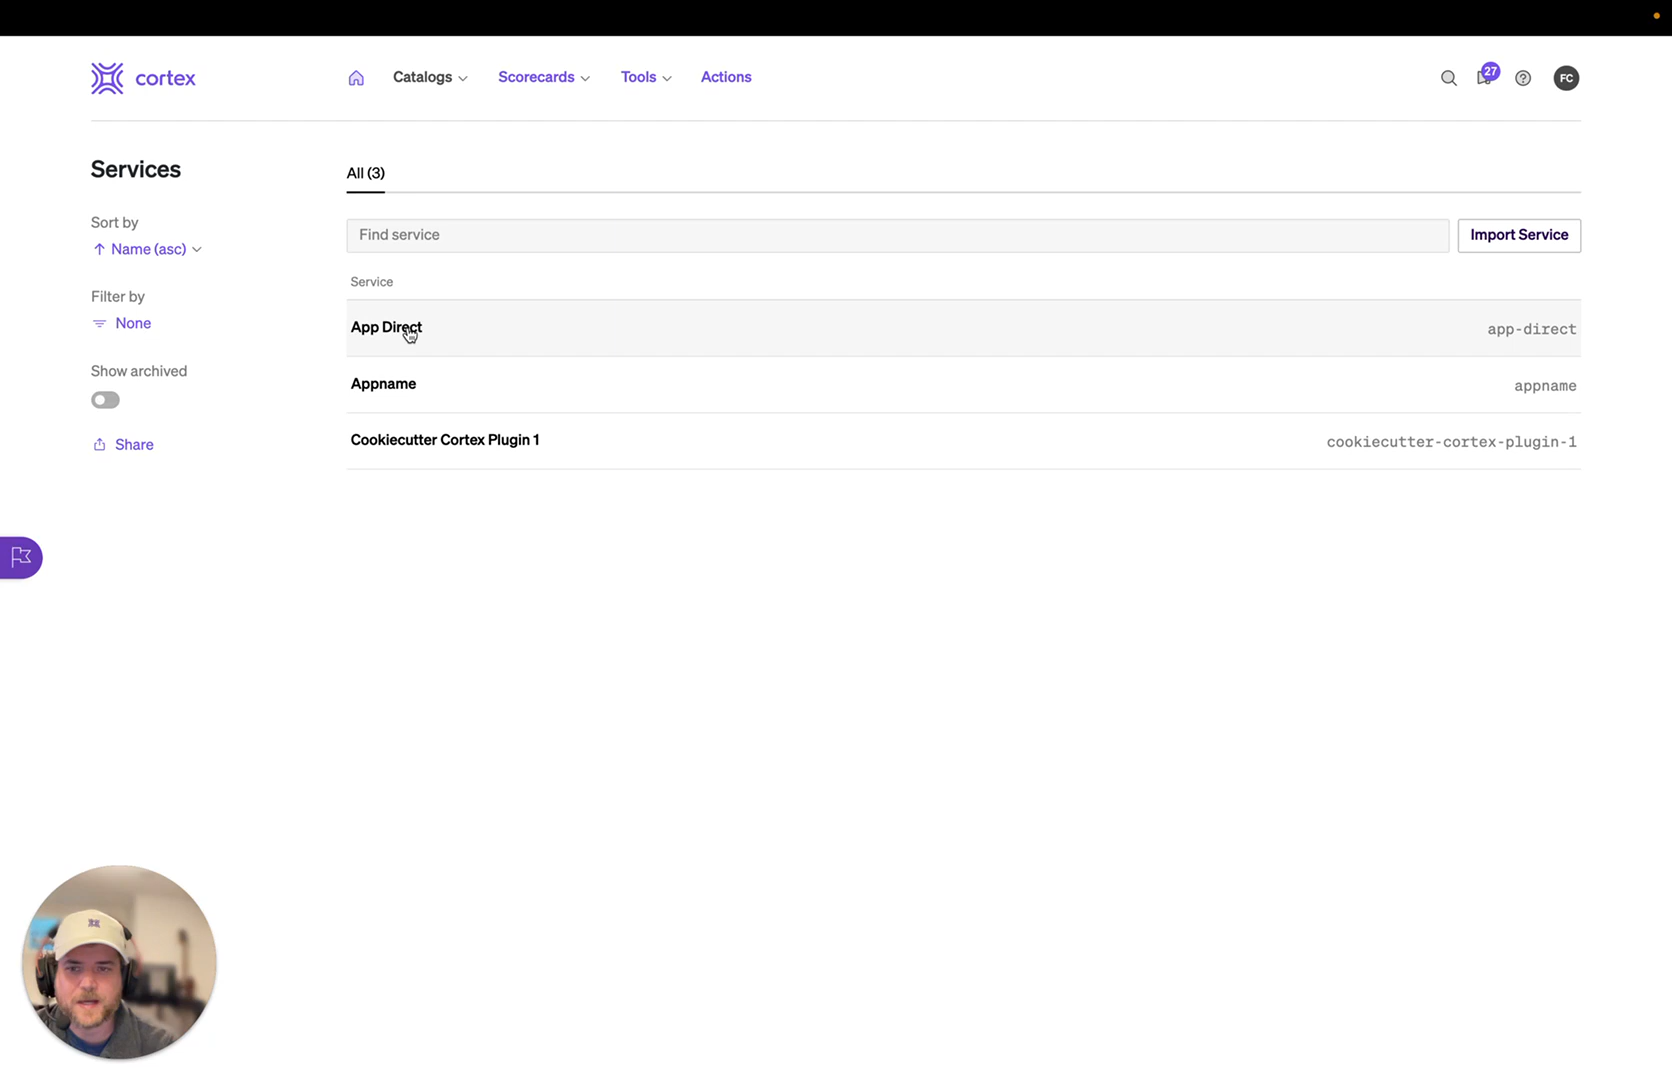 cortex
Catalogs
Scorecards
Tools
Actions
27
FC
Services
Sort by
Name (asc)
Filter by
None
Show archived
Share
All (3)
Find service
Import Service
Service
App Direct
app-direct
Appname
appname
Cookiecutter Cortex Plugin 1
cookiecutter-cortex-plugin-1